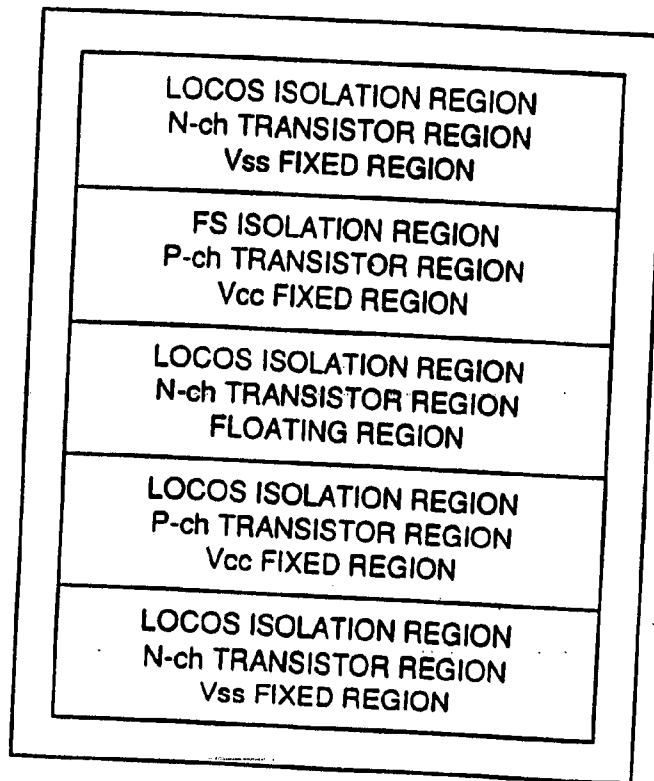 LOCOS ISOLATION REGION
N-ch TRANSISTOR REGION
Vss FIXED REGION
FS ISOLATION REGION
P-ch TRANSISTOR REGION
Vcc FIXED REGION
LOCOS ISOLATION REGION
N-ch TRANSISTOR REGION
FLOATING REGION
LOCOS ISOLATION REGION
P-ch TRANSISTOR REGION
Vcc FIXED REGION
LOCOS ISOLATION REGION
N-ch TRANSISTOR REGION
Vss FIXED REGION